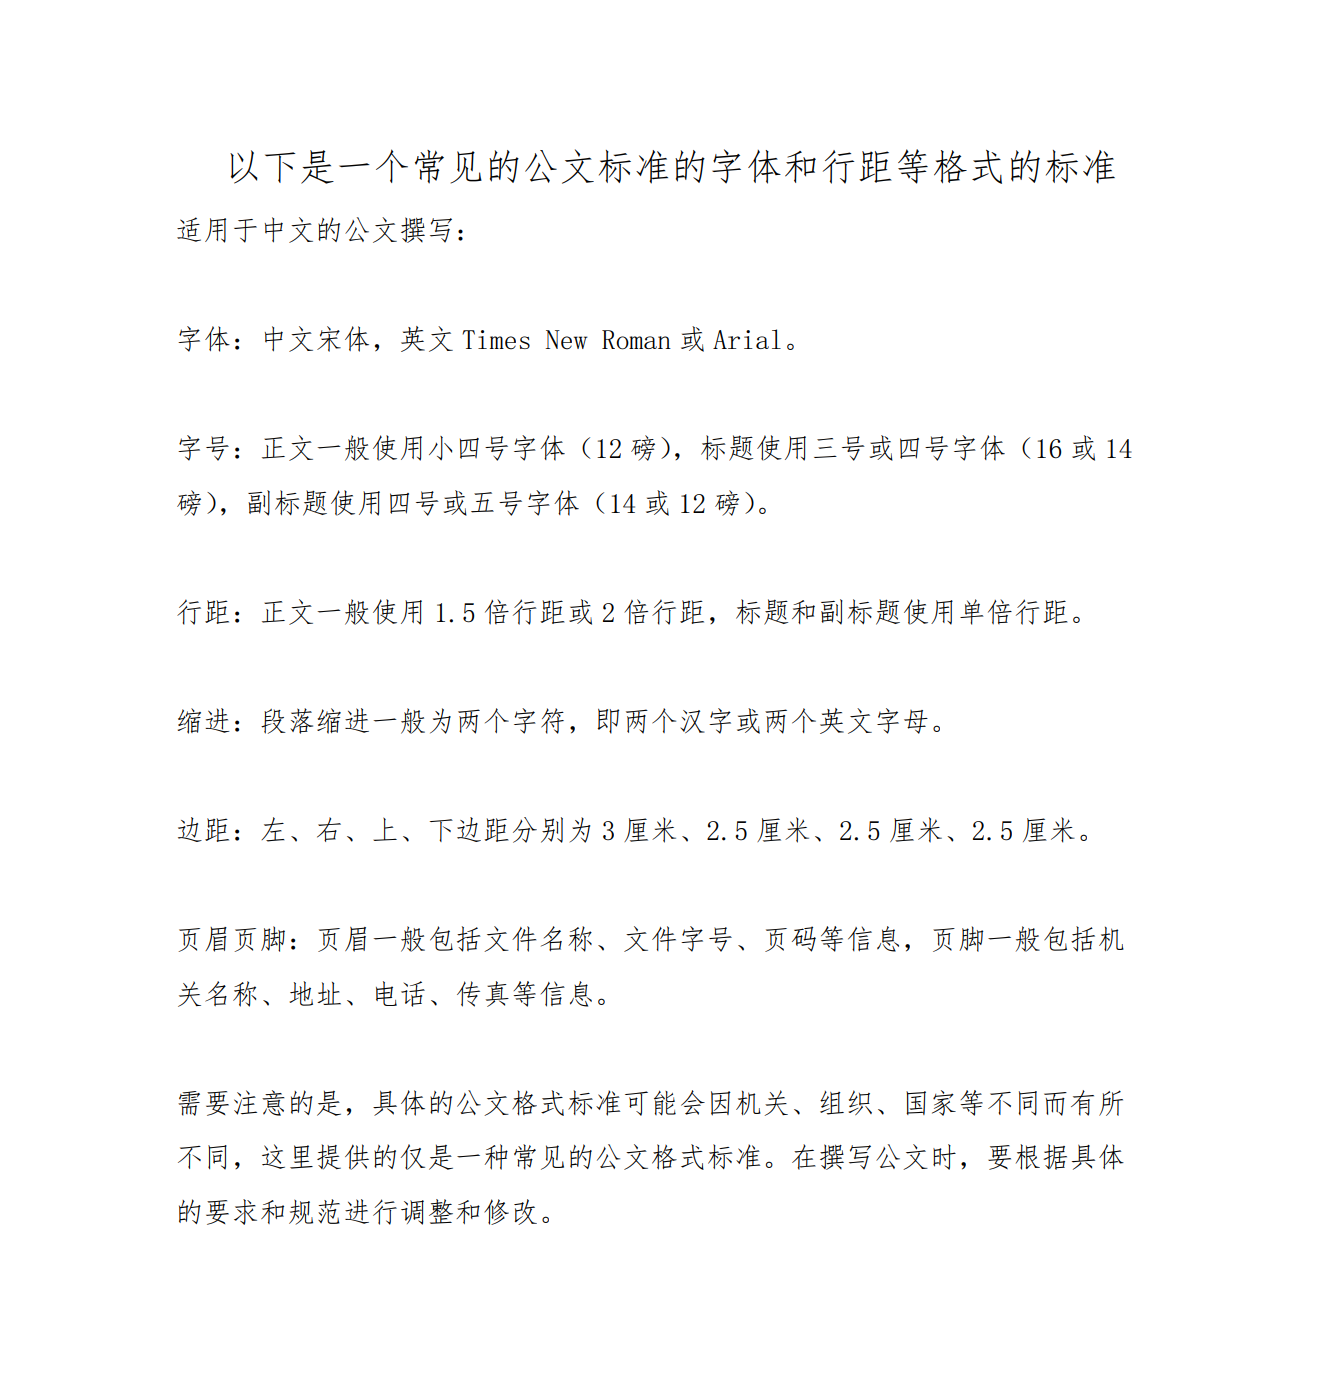 以下是一个常见的公文标准的字体和行距等格式的标准
适用于中文的公文撰写：
字体：中文宋体，英文 Times New Roman 或 Arial。
字号：正文一般使用小四号字体（12 磅），标题使用三号或四号字体（16 或 14
磅），副标题使用四号或五号字体（14 或 12 磅）。
行距：正文一般使用 1.5 倍行距或 2 倍行距，标题和副标题使用单倍行距。
缩进：段落缩进一般为两个字符，即两个汉字或两个英文字母。
边距：左、右、上、下边距分别为 3 厘米、2.5 厘米、2.5 厘米、2.5 厘米。
页眉页脚：页眉一般包括文件名称、文件字号、页码等信息，页脚一般包括机
关名称、地址、电话、传真等信息。
需要注意的是，具体的公文格式标准可能会因机关、组织、国家等不同而有所
不同，这里提供的仅是一种常见的公文格式标准。在撰写公文时，要根据具体
的要求和规范进行调整和修改。